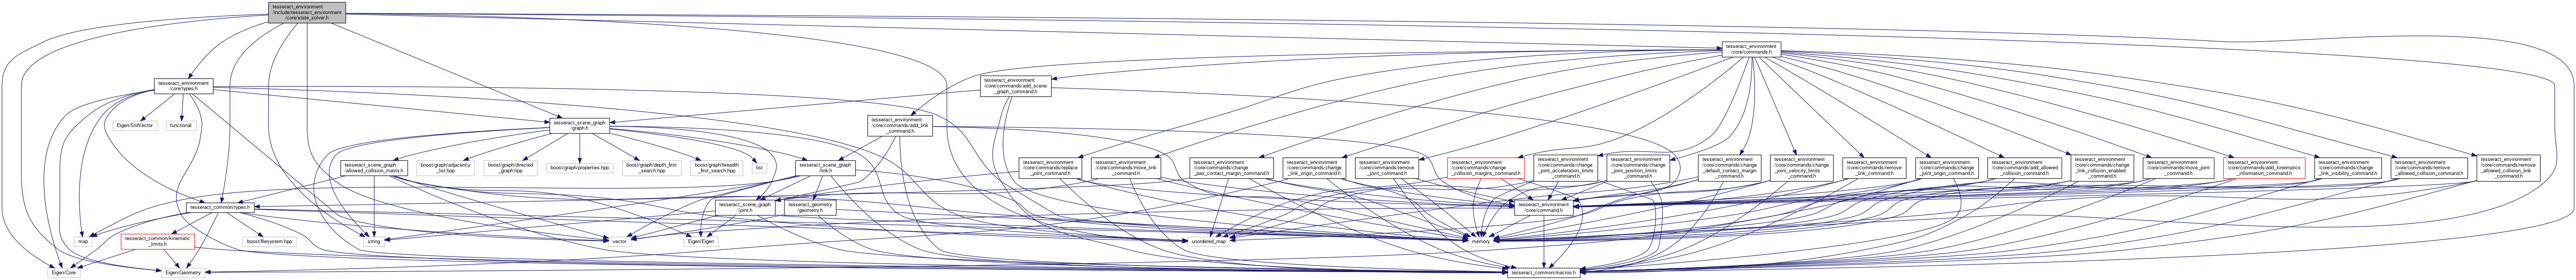 tesseract_environment
/include/tesseract_environment
/core/state_solver.h
tesseract_environment
/core/commands.h
tesseract_environment
/core/types.h
tesseract_environment
/core/commands/add_scene
_graph_command.h
Eigen/StdVector
functional
tesseract_scene_graph
/graph.h
tesseract_environment
/core/commands/add_link
_command.h
tesseract_scene_graph
/allowed_collision_matrix.h
boost/graph/adjacency
_list.hpp
boost/graph/directed
_graph.hpp
boost/graph/properties.hpp
boost/graph/depth_first
_search.hpp
boost/graph/breadth
_first_search.hpp
list
tesseract_scene_graph
/link.h
tesseract_environment
/core/commands/replace
_joint_command.h
tesseract_environment
/core/commands/move_link
_command.h
tesseract_environment
/core/commands/change
_pair_contact_margin_command.h
tesseract_environment
/core/commands/change
_link_origin_command.h
tesseract_environment
/core/commands/remove
_joint_command.h
tesseract_environment
/core/commands/change
_collision_margins_command.h
tesseract_environment
/core/commands/change
_joint_acceleration_limits
_command.h
tesseract_environment
/core/commands/change
_joint_position_limits
_command.h
tesseract_environment
/core/commands/change
_default_contact_margin
_command.h
tesseract_environment
/core/commands/change
_joint_velocity_limits
_command.h
tesseract_environment
/core/commands/remove
_link_command.h
tesseract_environment
/core/commands/change
_joint_origin_command.h
tesseract_environment
/core/commands/add_allowed
_collision_command.h
tesseract_environment
/core/commands/change
_link_collision_enabled
_command.h
tesseract_environment
/core/commands/move_joint
_command.h
tesseract_environment
/core/commands/add_kinematics
_information_command.h
tesseract_environment
/core/commands/change
_link_visibility_command.h
tesseract_environment
/core/commands/remove
_allowed_collision_command.h
tesseract_environment
/core/commands/remove
_allowed_collision_link
_command.h
tesseract_common/types.h
tesseract_scene_graph
/joint.h
tesseract_geometry
/geometry.h
tesseract_environment
/core/command.h
map
tesseract_common/kinematic
_limits.h
boost/filesystem.hpp
string
vector
Eigen/Eigen
unordered_map
memory
Eigen/Core
Eigen/Geometry
tesseract_common/macros.h